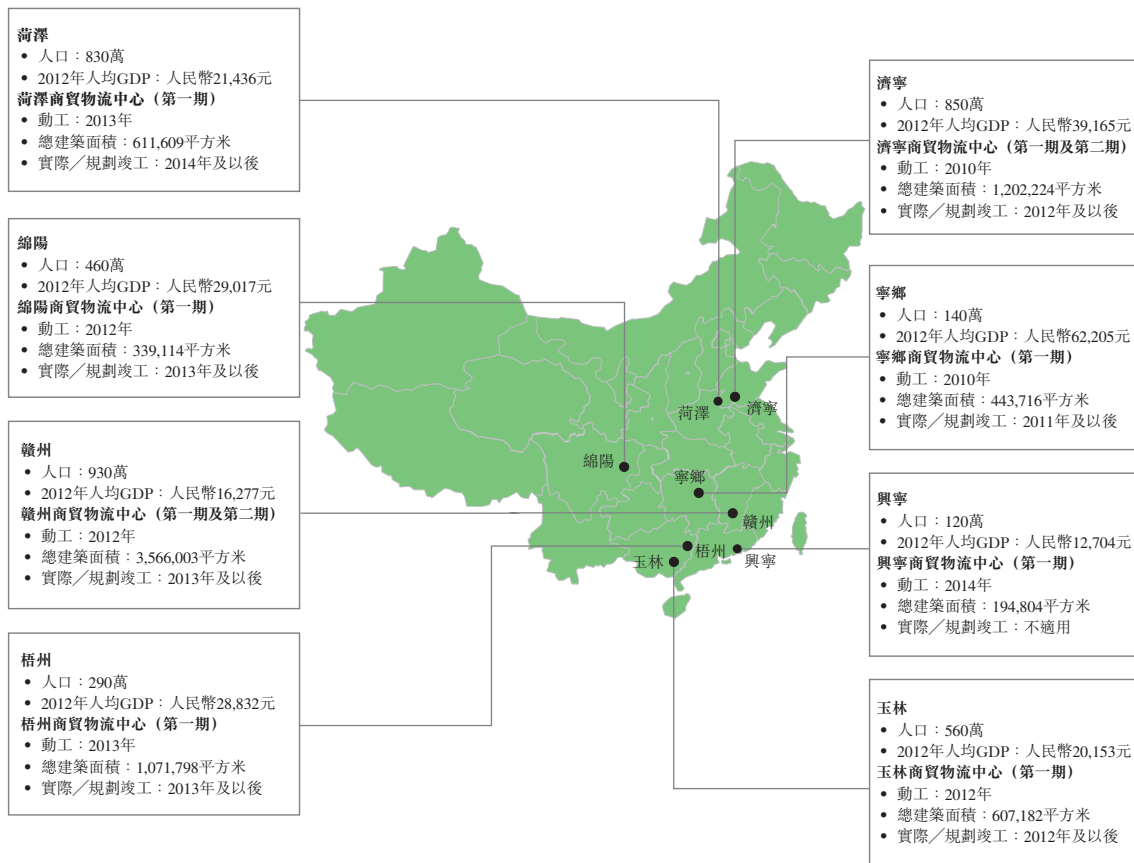 菏澤
• 人口：830萬
• 2012年人均GDP：人民幣21,436元
菏澤商貿物流中心（第一期）
• 動工：2013年
• 總建築面積：611,609平方米
• 實際／規劃竣工：2014年及以後
綿陽
• 人口：460萬
• 2012年人均GDP：人民幣29,017元
綿陽商貿物流中心（第一期）
• 動工：2012年
• 總建築面積：339,114平方米
• 實際／規劃竣工：2013年及以後
贛州
• 人口：930萬
• 2012年人均GDP：人民幣16,277元
贛州商貿物流中心（第一期及第二期）
• 動工：2012年
• 總建築面積：3,566,003平方米
• 實際／規劃竣工：2013年及以後
梧州
• 人口：290萬
• 2012年人均GDP：人民幣28,832元
梧州商貿物流中心（第一期）
• 動工：2013年
• 總建築面積：1,071,798平方米
• 實際／規劃竣工：2013年及以後
菏澤
濟寧
綿陽
寧鄉
贛州
梧州
玉林
興寧
濟寧
• 人口：850萬
• 2012年人均GDP：人民幣39,165元
濟寧商貿物流中心（第一期及第二期）
• 動工：2010年
• 總建築面積：1,202,224平方米
• 實際／規劃竣工：2012年及以後
寧鄉
• 人口：140萬
• 2012年人均GDP：人民幣62,205元
寧鄉商貿物流中心（第一期）
• 動工：2010年
• 總建築面積：443,716平方米
• 實際／規劃竣工：2011年及以後
興寧
• 人口：120萬
• 2012年人均GDP：人民幣12,704元
興寧商貿物流中心（第一期）
• 動工：2014年
• 總建築面積：194,804平方米
• 實際／規劃竣工：不適用
玉林
• 人口：560萬
• 2012年人均GDP：人民幣20,153元
玉林商貿物流中心（第一期）
• 動工：2012年
• 總建築面積：607,182平方米
• 實際／規劃竣工：2012年及以後